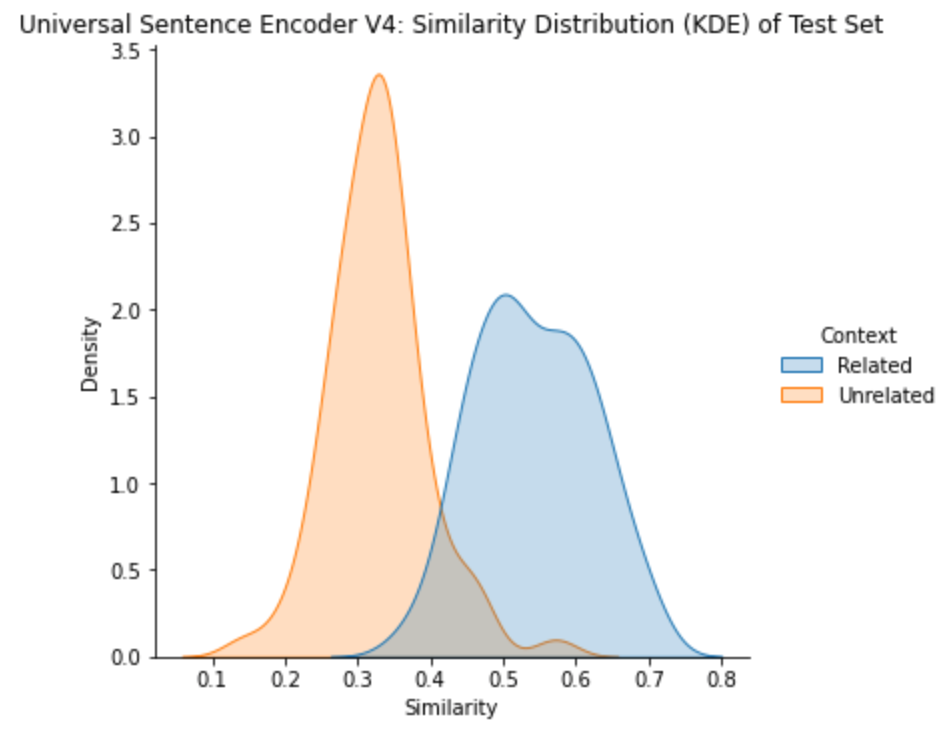 Universal Sentence Encoder V4: Similarity Distribution (KDE) of Test Set
3.5
3.0
2.5
2.0
1.5
1.0
0.5
0.0
Density
0.1 0.2 0.3 0.4 0.5 0.6 0.7 0.8
Similarity
Context
Related
Unrelated